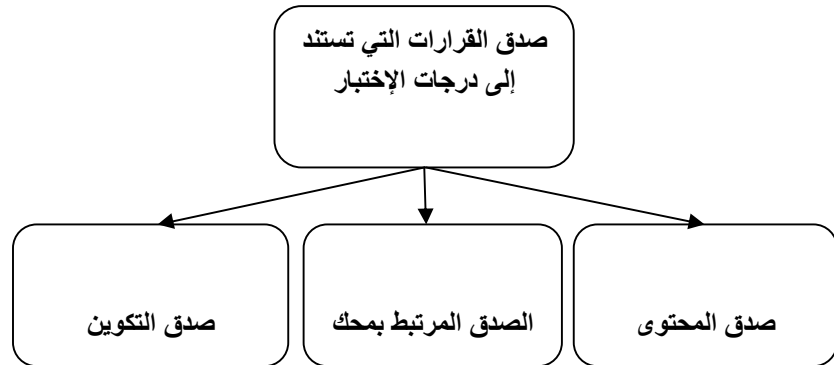 صدق القرارات التي تستند
إلى درجات الإختبار
صدق المحتوى
الصدق المرتبط بمحك
صدق التكوين